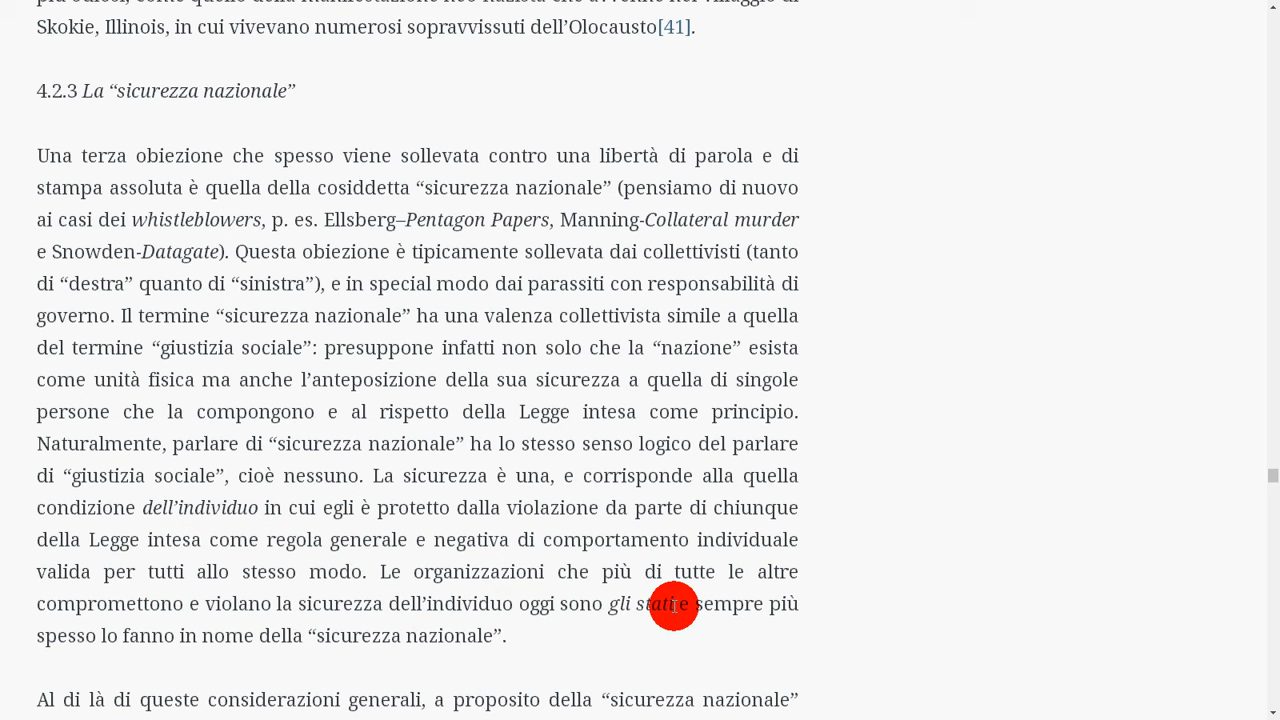 Skokie, Illinois, in cui vivevano numerosi sopravvissuti dell’Olocausto[41].
4.2.3 La “sicurezza nazionale”
Una terza obiezione che spesso viene sollevata contro una libertà di parola e di
stampa assoluta è quella della cosiddetta “sicurezza nazionale” (pensiamo di nuovo
ai casi dei whistleblowers, p. es. Ellsberg–Pentagon Papers, Manning-Collateral murder
e Snowden-Datagate). Questa obiezione è tipicamente sollevata dai collettivisti (tanto
di “destra” quanto di “sinistra”), e in special modo dai parassiti con responsabilità di
governo. Il termine “sicurezza nazionale” ha una valenza collettivista simile a quella
del termine “giustizia sociale”: presuppone infatti non solo che la “nazione” esista
come unità fisica ma anche l’anteposizione della sua sicurezza a quella di singole
persone che la compongono e al rispetto della Legge intesa come principio.
Naturalmente, parlare di “sicurezza nazionale” ha lo stesso senso logico del parlare
di “giustizia sociale”, cioè nessuno. La sicurezza è una, e corrisponde alla quella
condizione dell’individuo in cui egli è protetto dalla violazione da parte di chiunque
della Legge intesa come regola generale e negativa di comportamento individuale
valida per tutti allo stesso modo. Le organizzazioni che più di tutte le altre
compromettono e violano la sicurezza dell’individuo oggi sono gli stati e sempre più
spesso lo fanno in nome della “sicurezza nazionale”.
Al di là di queste considerazioni generali, a proposito della “sicurezza nazionale”